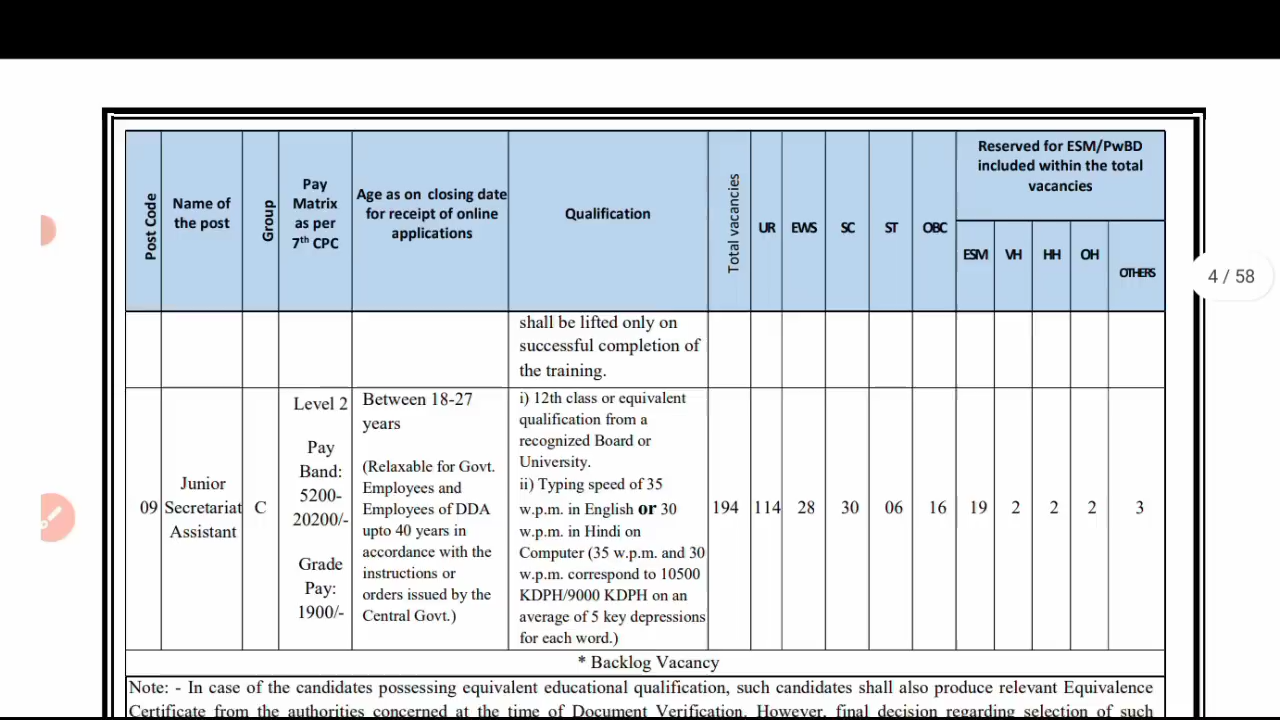 Post Code
Name of
the post
Group
Pay
Matrix
as per
7th CPC
Age as on closing date
for receipt of online
applications
Qualification
Total vacancies
UR
EWS
SC
ST
OBC
Reserved for ESM/PwBD
included within the total
vacancies
ESM
VH
HH
OH
OTHERS
4 / 58
shall be lifted only on
successful completion of
the training.
09
Junior
Secretariat
Assistant
C
Level 2
Pay
Band:
5200-
20200/-
Grade
Pay:
1900/-
Between 18-27
years
(Relaxable for Govt.
Employees and
Employees of DDA
upto 40 years in
accordance with the
instructions or
orders issued by the
Central Govt.)
i) 12th class or equivalent
qualification from a
recognized Board or
University.
ii) Typing speed of 35
w.p.m. in English or 30
w.p.m. in Hindi on
Computer (35 w.p.m. and 30
w.p.m. correspond to 10500
KDPH/9000 KDPH on an
average of 5 key depressions
for each word.)
194
114
28
30
06
16
19
2
2
2
3
* Backlog Vacancy
Note: - In case of the candidates possessing equivalent educational qualification, such candidates shall also produce relevant Equivalence
Certificate from the authorities concerned at the time of Document Verification. However, final decision regarding selection of such